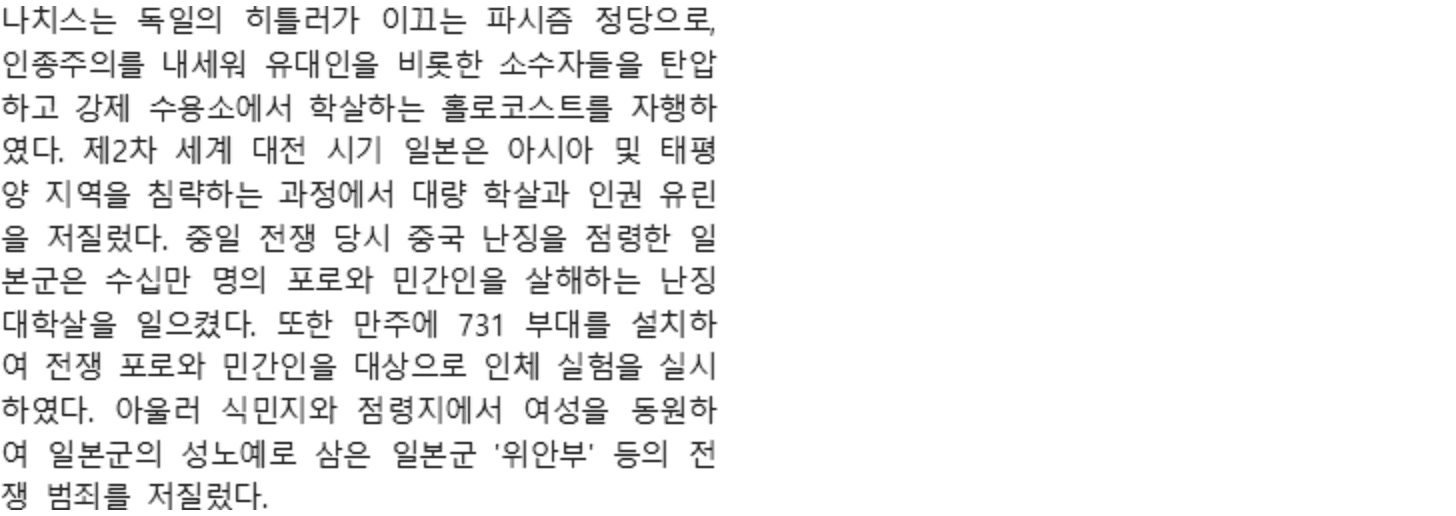 나치스는 독일의 히틀러가 이끄는 파시즘 정당으로,
인종주의를 내세워 유대인을 비롯한 소수자들을 탄압
하고 강제 수용소에서 학살하는 홀로코스트를 자행하
였다. 제2차 세계 대전 시기 일본은 아시아 및 태평
양 지역을 침략하는 과정에서 대량 학살과 인권 유린
을 저질렀다. 중일 전쟁 당시 중국 난징을 점령한 일
본군은 수십만 명의 포로와 민간인을 살해하는 난징
대학살을 일으켰다. 또한 만주에 731 부대를 설치하
여 전쟁 포로와 민간인을 대상으로 인체 실험을 실시
하였다. 아울러 식민지와 점령지에서 여성을 동원하
여 일본군의 성노예로 삼은 일본군 '위안부' 등의 전
쟁 범죄를 저질렀다.